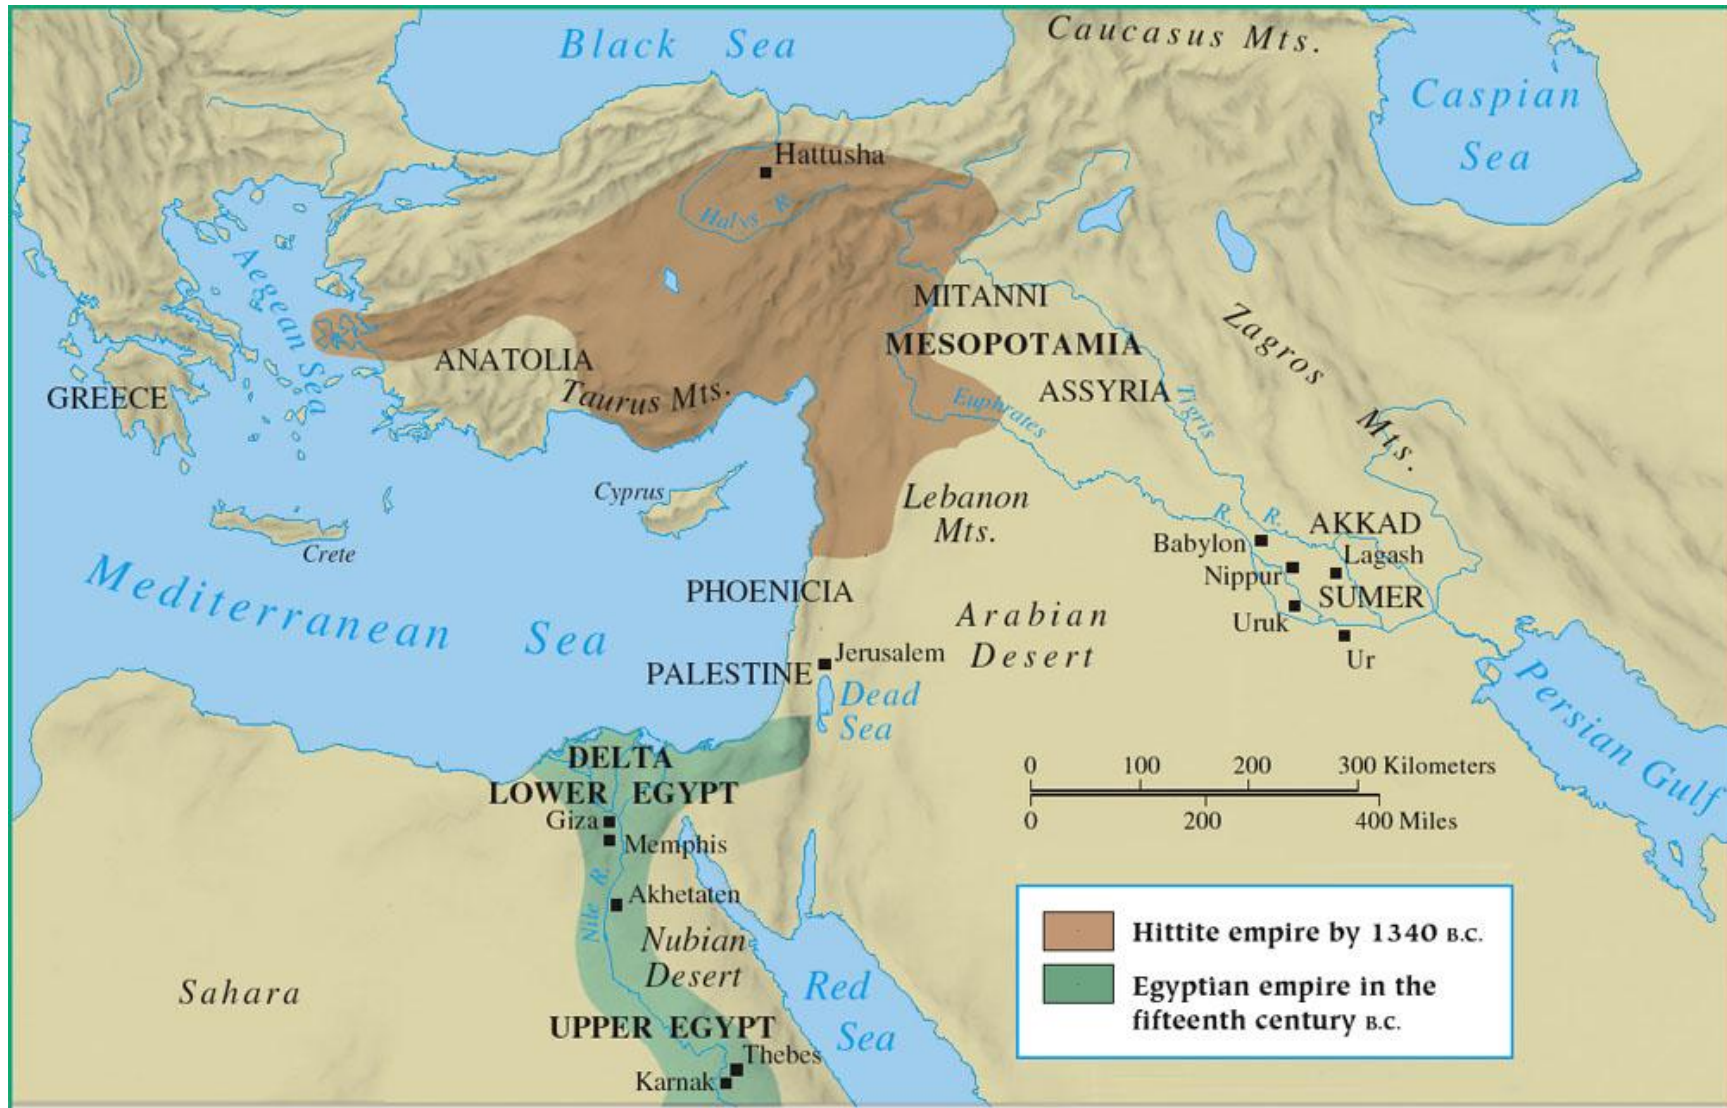 Black Sea
Caucasus Mts.
Caspian
Sea
Hattusha
Halys R.
Aegean Sea
MITANNI
MESOPOTAMIA
Zagros
Mts.
ANATOLIA
Taurus Mts.
ASSYRIA
GREECE
Euphrates
R.
Tigris
R.
Cyprus
Lebanon
Mts.
Crete
AKKAD
Babylon
Lagash
Nippur
SUMER
Uruk
Ur
Mediterranean Sea
PHOENICIA
Arabian
Desert
Jerusalem
PALESTINE
Dead
Sea
Persian Gulf
DELTA
LOWER EGYPT
Giza
Memphis
Akhetaten
Nile R.
Nubian
Desert
Sahara
Red
Sea
UPPER EGYPT
Thebes
Karnak
0 100 200 300 Kilometers
0 200 400 Miles
Hittite empire by 1340 B.C.
Egyptian empire in the
fifteenth century B.C.